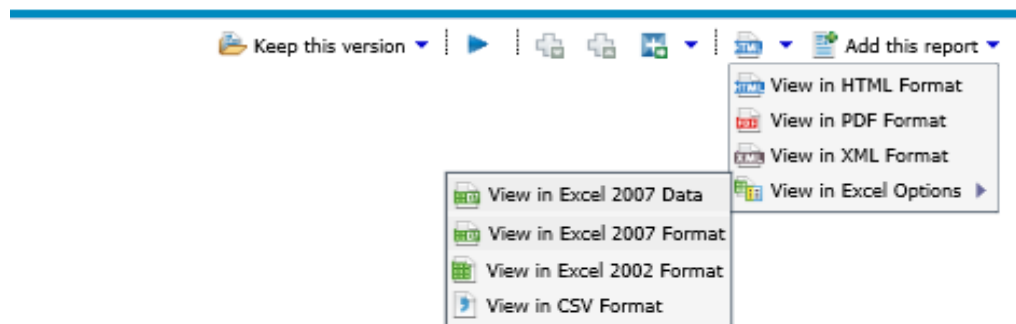 Keep this version
Add this report
View in HTML Format
View in PDF Format
View in XML Format
View in Excel Options
View in Excel 2007 Data
View in Excel 2007 Format
View in Excel 2002 Format
View in CSV Format